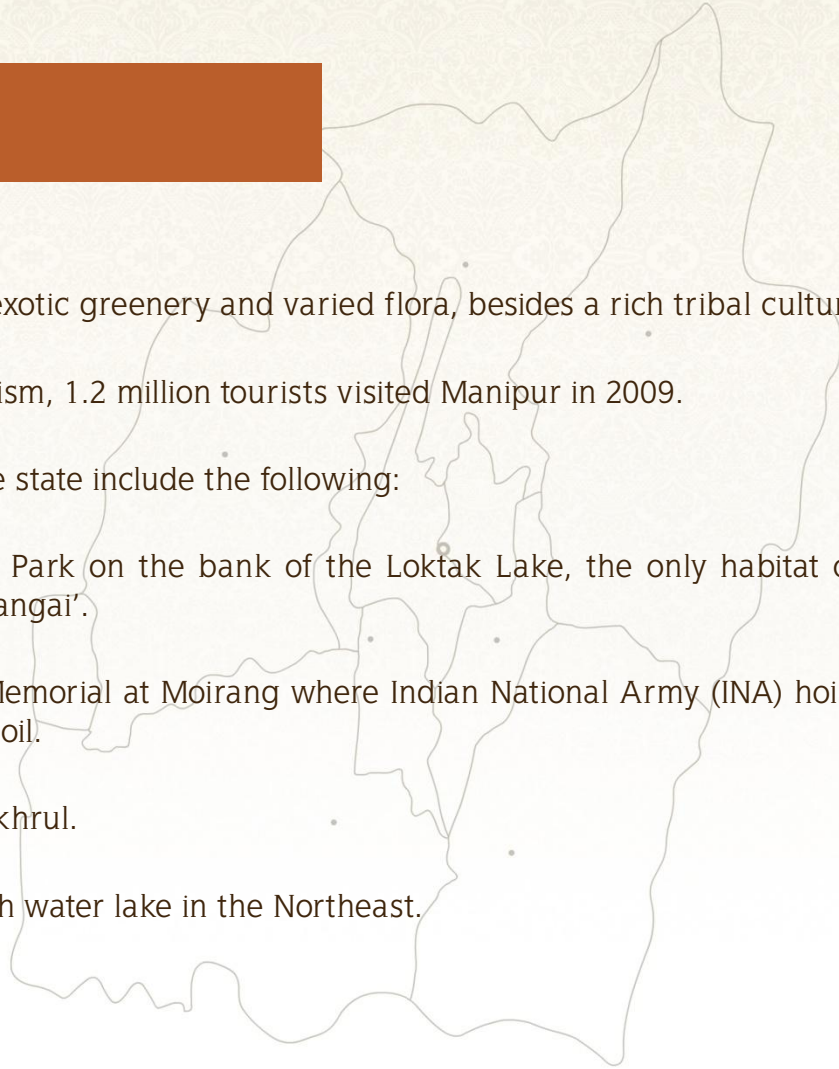 exotic greenery and varied flora, besides a rich tribal cultur
ism, 1.2 million tourists visited Manipur in 2009.
e state include the following:
Park on the bank of the Loktak Lake, the only habitat o
angai’.
Memorial at Moirang where Indian National Army (INA) hoi
oil.
khrul.
h water lake in the Northeast.